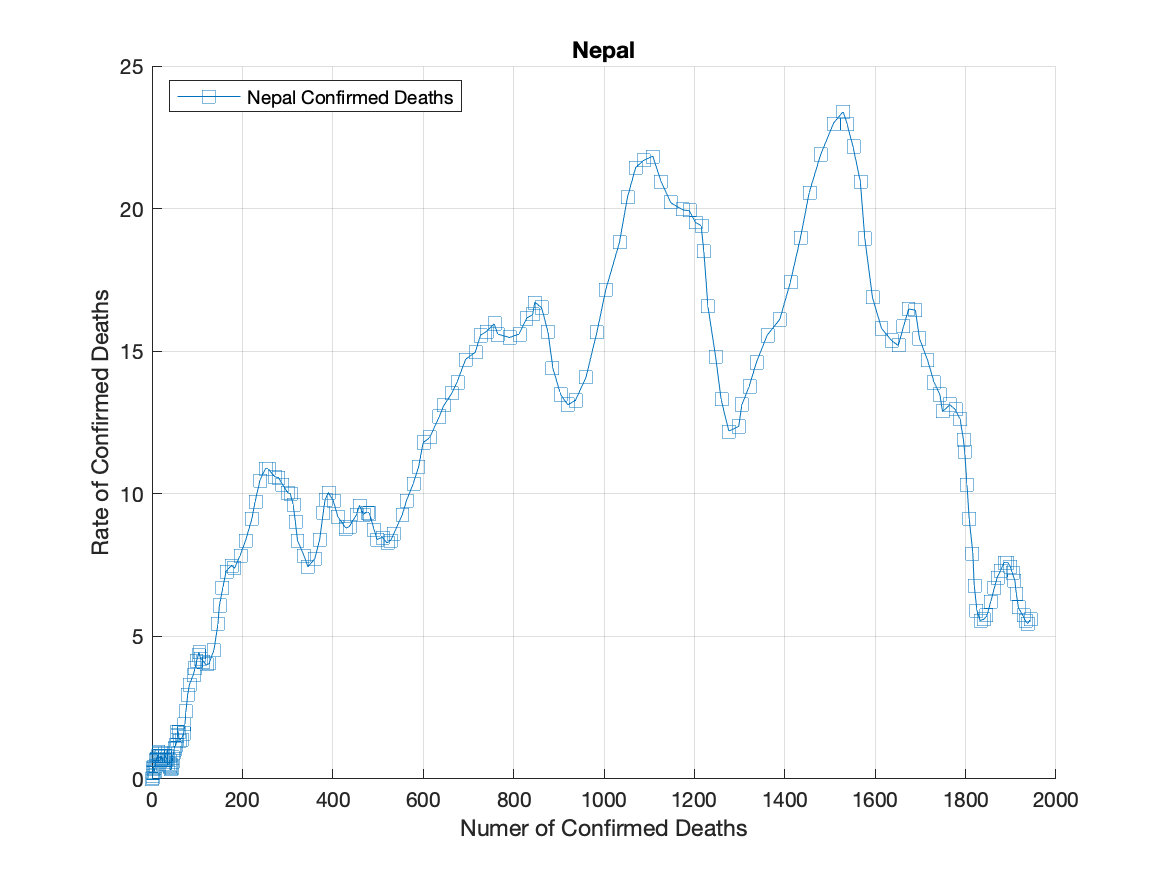 Nepal
Nepal Confirmed Deaths
Rate of Confirmed Deaths
25
20
15
10
5
0
0 200 400 600 800 1000 1200 1400 1600 1800 2000
Numer of Confirmed Deaths